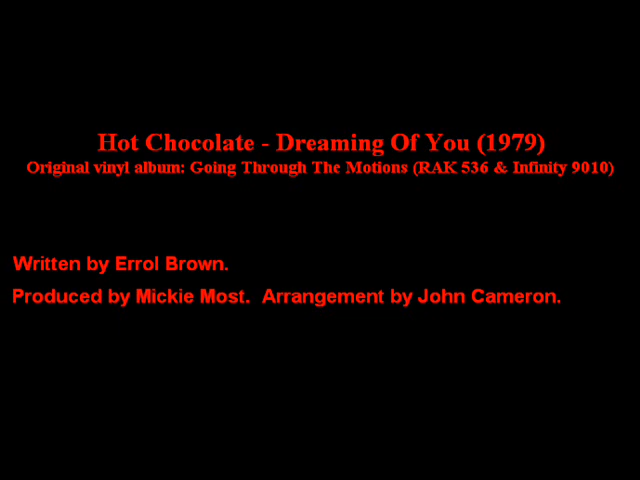 Hot Chocolate - Dreaming Of You (1979)
Original vinyl album: Going Through The Motions (RAK 536 & Infinity 9010)
Written by Errol Brown.
Produced by Mickie Most.  Arrangement by John Cameron.